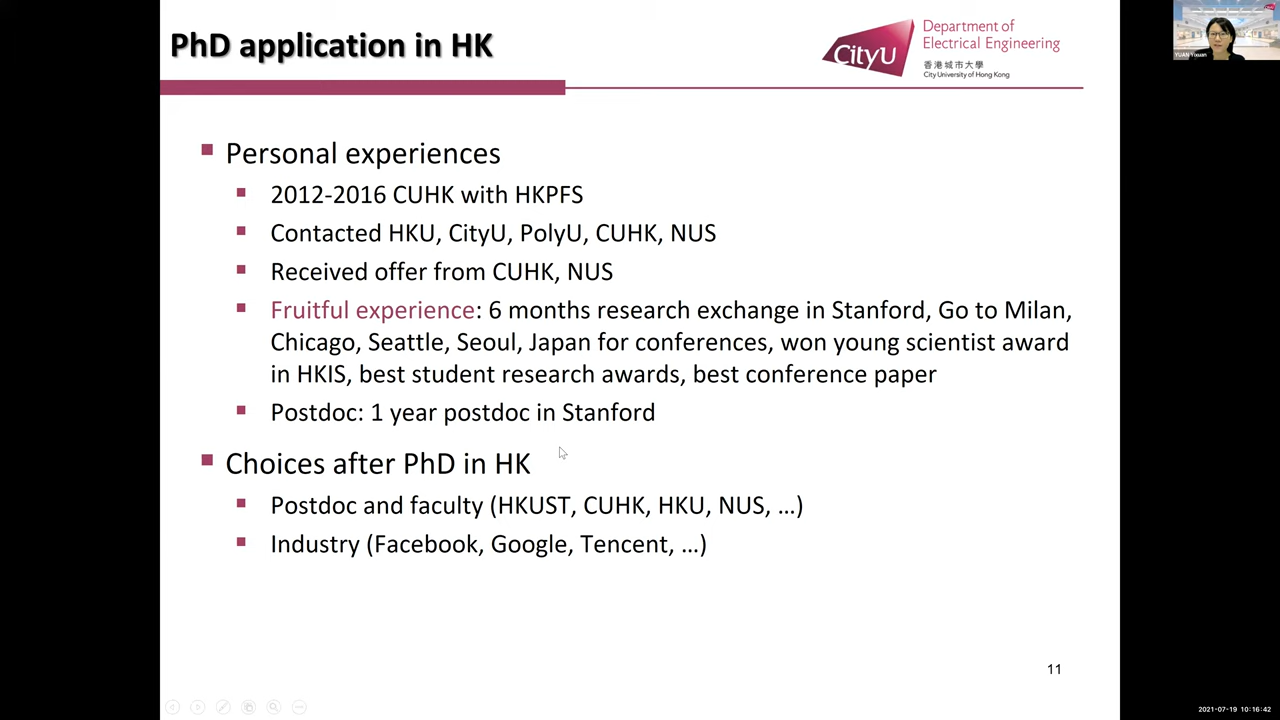 PhD application in HK
CityU
Department of
Electrical Engineering
香港城市大學
City University of Hong Kong
YUAN Yixuan
Personal experiences
2012-2016 CUHK with HKPFS
Contacted HKU, CityU, PolyU, CUHK, NUS
Received offer from CUHK, NUS
Fruitful experience: 6 months research exchange in Stanford, Go to Milan,
Chicago, Seattle, Seoul, Japan for conferences, won young scientist award
in HKIS, best student research awards, best conference paper
Postdoc: 1 year postdoc in Stanford
Choices after PhD in HK
Postdoc and faculty (HKUST, CUHK, HKU, NUS, …)
Industry (Facebook, Google, Tencent, …)
11
2021-07-19 10:16:42